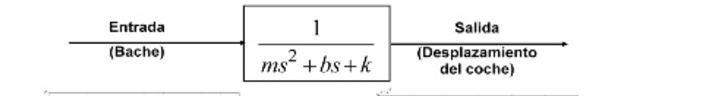 Entrada
(Bache)
1
ms² + bs + k
Salida
(Desplazamiento
del coche)